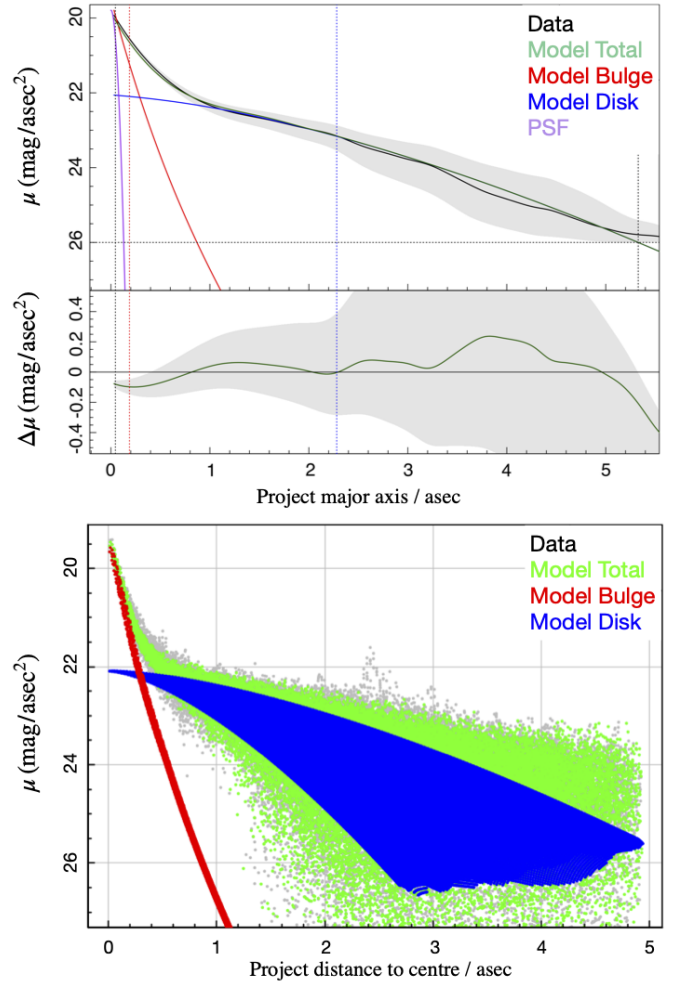 20
22
24
26
μ (mag/asec²)
Data
Model Total
Model Bulge
Model Disk
PSF
0.4
0.2
0
-0.2
-0.4
Δμ (mag/asec²)
0 1 2 3 4 5
Project major axis / asec
20
22
24
26
μ (mag/asec²)
Data
Model Total
Model Bulge
Model Disk
0 1 2 3 4 5
Project distance to centre / asec